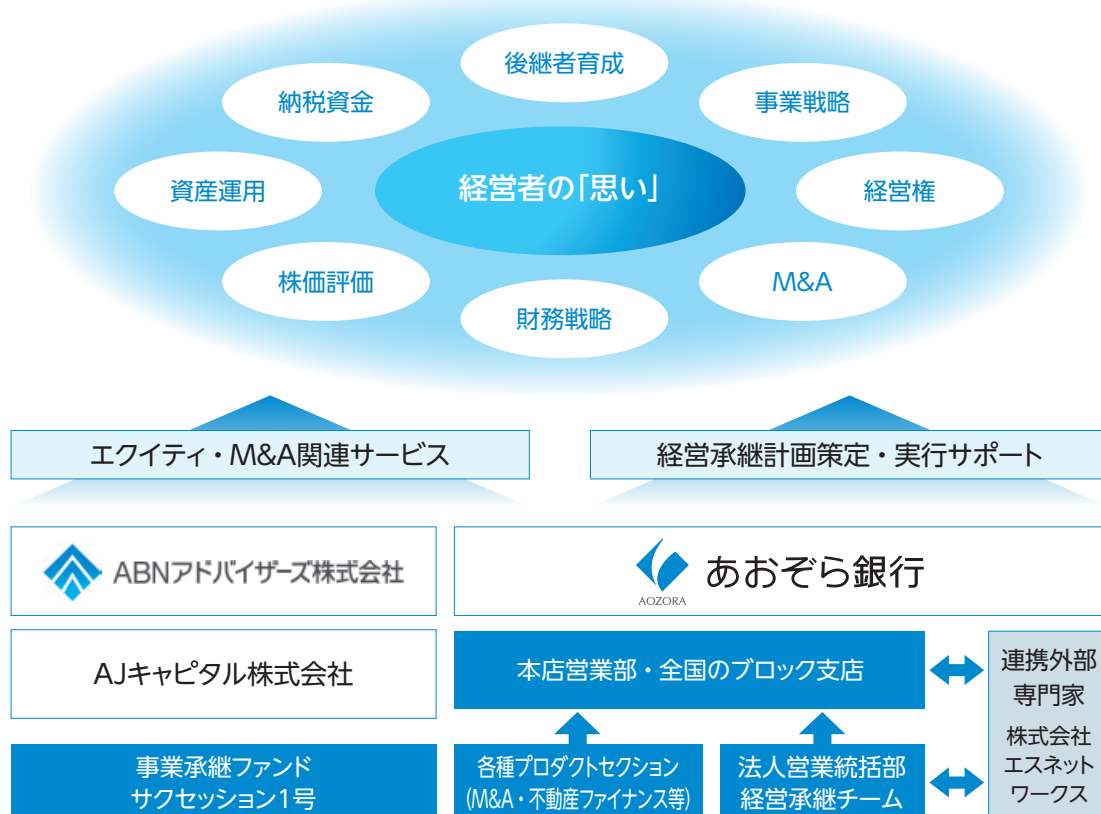 後継者育成
納税資金
事業戦略
資産運用
経営者の「思い」
経営権
株価評価
M&A
財務戦略
エクイティ・M&A関連サービス
経営承継計画策定・実行サポート
ABNアドバイザーズ株式会社
あおぞら銀行
AOZORA
AJキャピタル株式会社
本店営業部・全国のブロック支店
連携外部
専門家
株式会社
エスネット
ワークス
事業承継ファンド
サクセッション1号
各種プロダクトセクション
(M&A・不動産ファイナンス等)
法人営業統括部
経営承継チーム